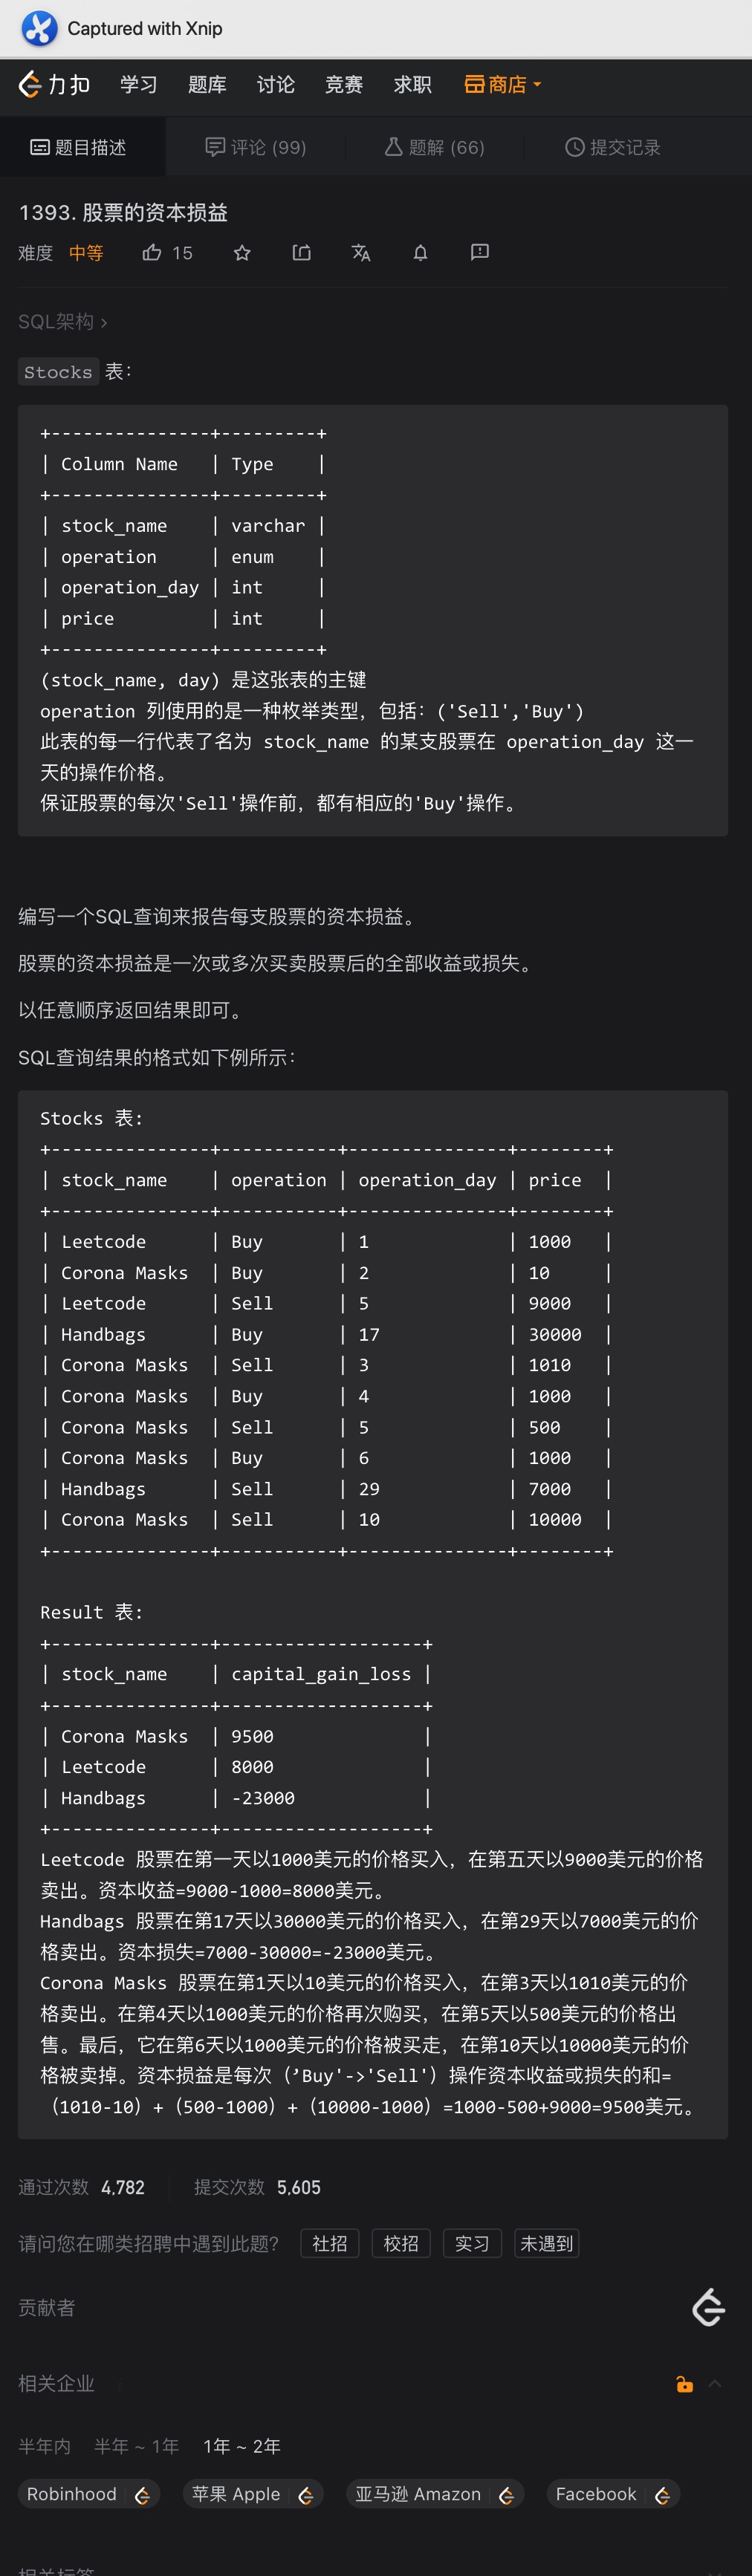 Captured with Xnip
力扣 学习 题库 讨论 竞赛 求职 商店
题目描述 评论 (99) 题解 (66) 提交记录
1393. 股票的资本损益
难度 中等 15
SQL架构 >
Stocks 表：
+---------------+---------+
| Column Name   | Type    |
+---------------+---------+
| stock_name    | varchar |
| operation     | enum    |
| operation_day | int     |
| price         | int     |
+---------------+---------+
(stock_name, day) 是这张表的主键
operation 列使用的是一种枚举类型，包括：('Sell','Buy')
此表的每一行代表了名为 stock_name 的某支股票在 operation_day 这一
天的操作价格。
保证股票的每次'Sell'操作前，都有相应的'Buy'操作。
编写一个SQL查询来报告每支股票的资本损益。
股票的资本损益是一次或多次买卖股票后的全部收益或损失。
以任意顺序返回结果即可。
SQL查询结果的格式如下例所示：
Stocks 表:
+---------------+-----------+---------------+--------+
| stock_name    | operation | operation_day | price  |
+---------------+-----------+---------------+--------+
| Leetcode      | Buy       | 1             | 1000   |
| Corona Masks  | Buy       | 2             | 10     |
| Leetcode      | Sell      | 5             | 9000   |
| Handbags      | Buy       | 17            | 30000  |
| Corona Masks  | Sell      | 3             | 1010   |
| Corona Masks  | Buy       | 4             | 1000   |
| Corona Masks  | Sell      | 5             | 500    |
| Corona Masks  | Buy       | 6             | 1000   |
| Handbags      | Sell      | 29            | 7000   |
| Corona Masks  | Sell      | 10            | 10000  |
+---------------+-----------+---------------+--------+
Result 表:
+---------------+-------------------+
| stock_name    | capital_gain_loss |
+---------------+-------------------+
| Corona Masks  | 9500              |
| Leetcode      | 8000              |
| Handbags      | -23000            |
+---------------+-------------------+
Leetcode 股票在第一天以1000美元的价格买入，在第五天以9000美元的价格
卖出。资本收益=9000-1000=8000美元。
Handbags 股票在第17天以30000美元的价格买入，在第29天以7000美元的价
格卖出。资本损失=7000-30000=-23000美元。
Corona Masks 股票在第1天以10美元的价格买入，在第3天以1010美元的价
格卖出。在第4天以1000美元的价格再次购买，在第5天以500美元的价格出
售。最后，它在第6天以1000美元的价格被买走，在第10天以10000美元的价
格被卖掉。资本损益是每次（’Buy'->'Sell'）操作资本收益或损失的和=
（1010-10）+（500-1000）+（10000-1000）=1000-500+9000=9500美元。
通过次数 4,782 提交次数 5,605
请问您在哪类招聘中遇到此题? 社招 校招 实习 未遇到
贡献者
相关企业
半年内 半年 ~ 1年 1年 ~ 2年
Robinhood 苹果 Apple 亚马逊 Amazon Facebook
相关标签